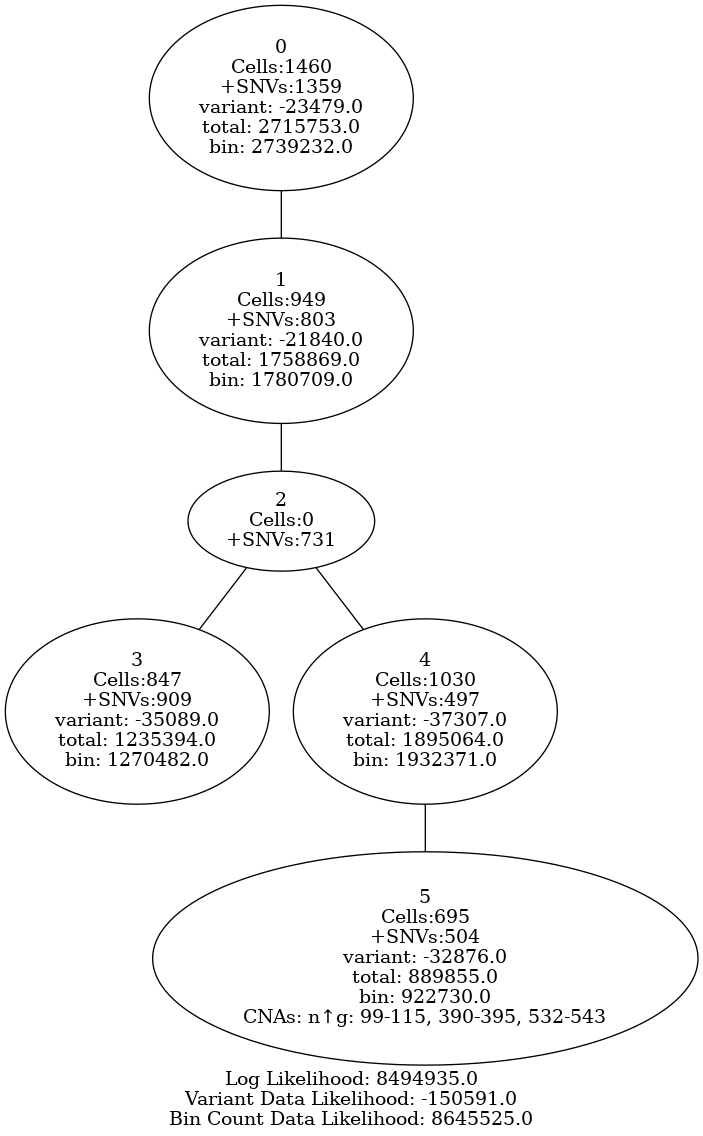 0
Cells:1460
+SNVs:1359
variant: -23479.0
total: 2715753.0
bin: 2739232.0
1
Cells:949
+SNVs:803
variant: -21840.0
total: 1758869.0
bin: 1780709.0
2
Cells:0
+SNVs:731
3
Cells:847
+SNVs:909
variant: -35089.0
total: 1235394.0
bin: 1270482.0
4
Cells:1030
+SNVs:497
variant: -37307.0
total: 1895064.0
bin: 1932371.0
5
Cells:695
+SNVs:504
variant: -32876.0
total: 889855.0
bin: 922730.0
CNAs: n↑g: 99-115, 390-395, 532-543
Log Likelihood: 8494935.0
Variant Data Likelihood: -150591.0
Bin Count Data Likelihood: 8645525.0